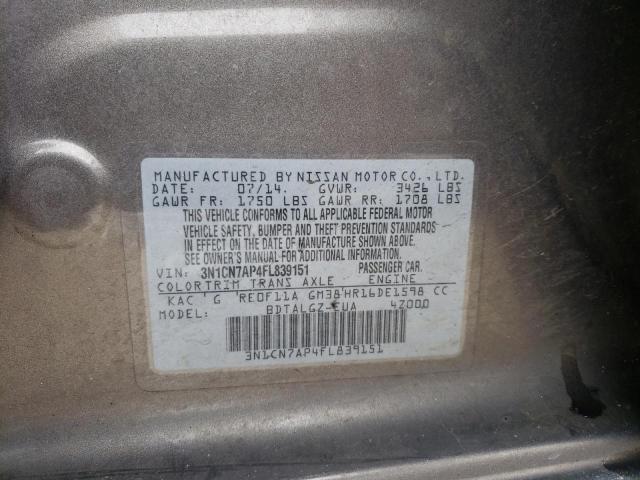 MANUFACTURED BY NISSAN MOTOR CO., LTD.
DATE: 07/14. GVWR: 3426 LBS
GAWR FR: 1750 LBS GAWR RR: 1708 LBS
THIS VEHICLE CONFORMS TO ALL APPLICABLE FEDERAL MOTOR
VEHICLE SAFETY, BUMPER AND THEFT PREVENTION STANDARDS
IN EFFECT ON THE DATE OF MANUFACTURE SHOWN ABOVE.
SEE OWNER'S MANUAL FOR ADDITIONAL INFORMATION.
VIN: 3N1CN7AP4FL839151 PASSENGER CAR.
COLOR TRIM TRANS AXLE ENGINE
KAC G RE0F11A GM38 HR16DE1598 CC
BDTALGZ-EUA 47000
3N1CN7AP4FL839151